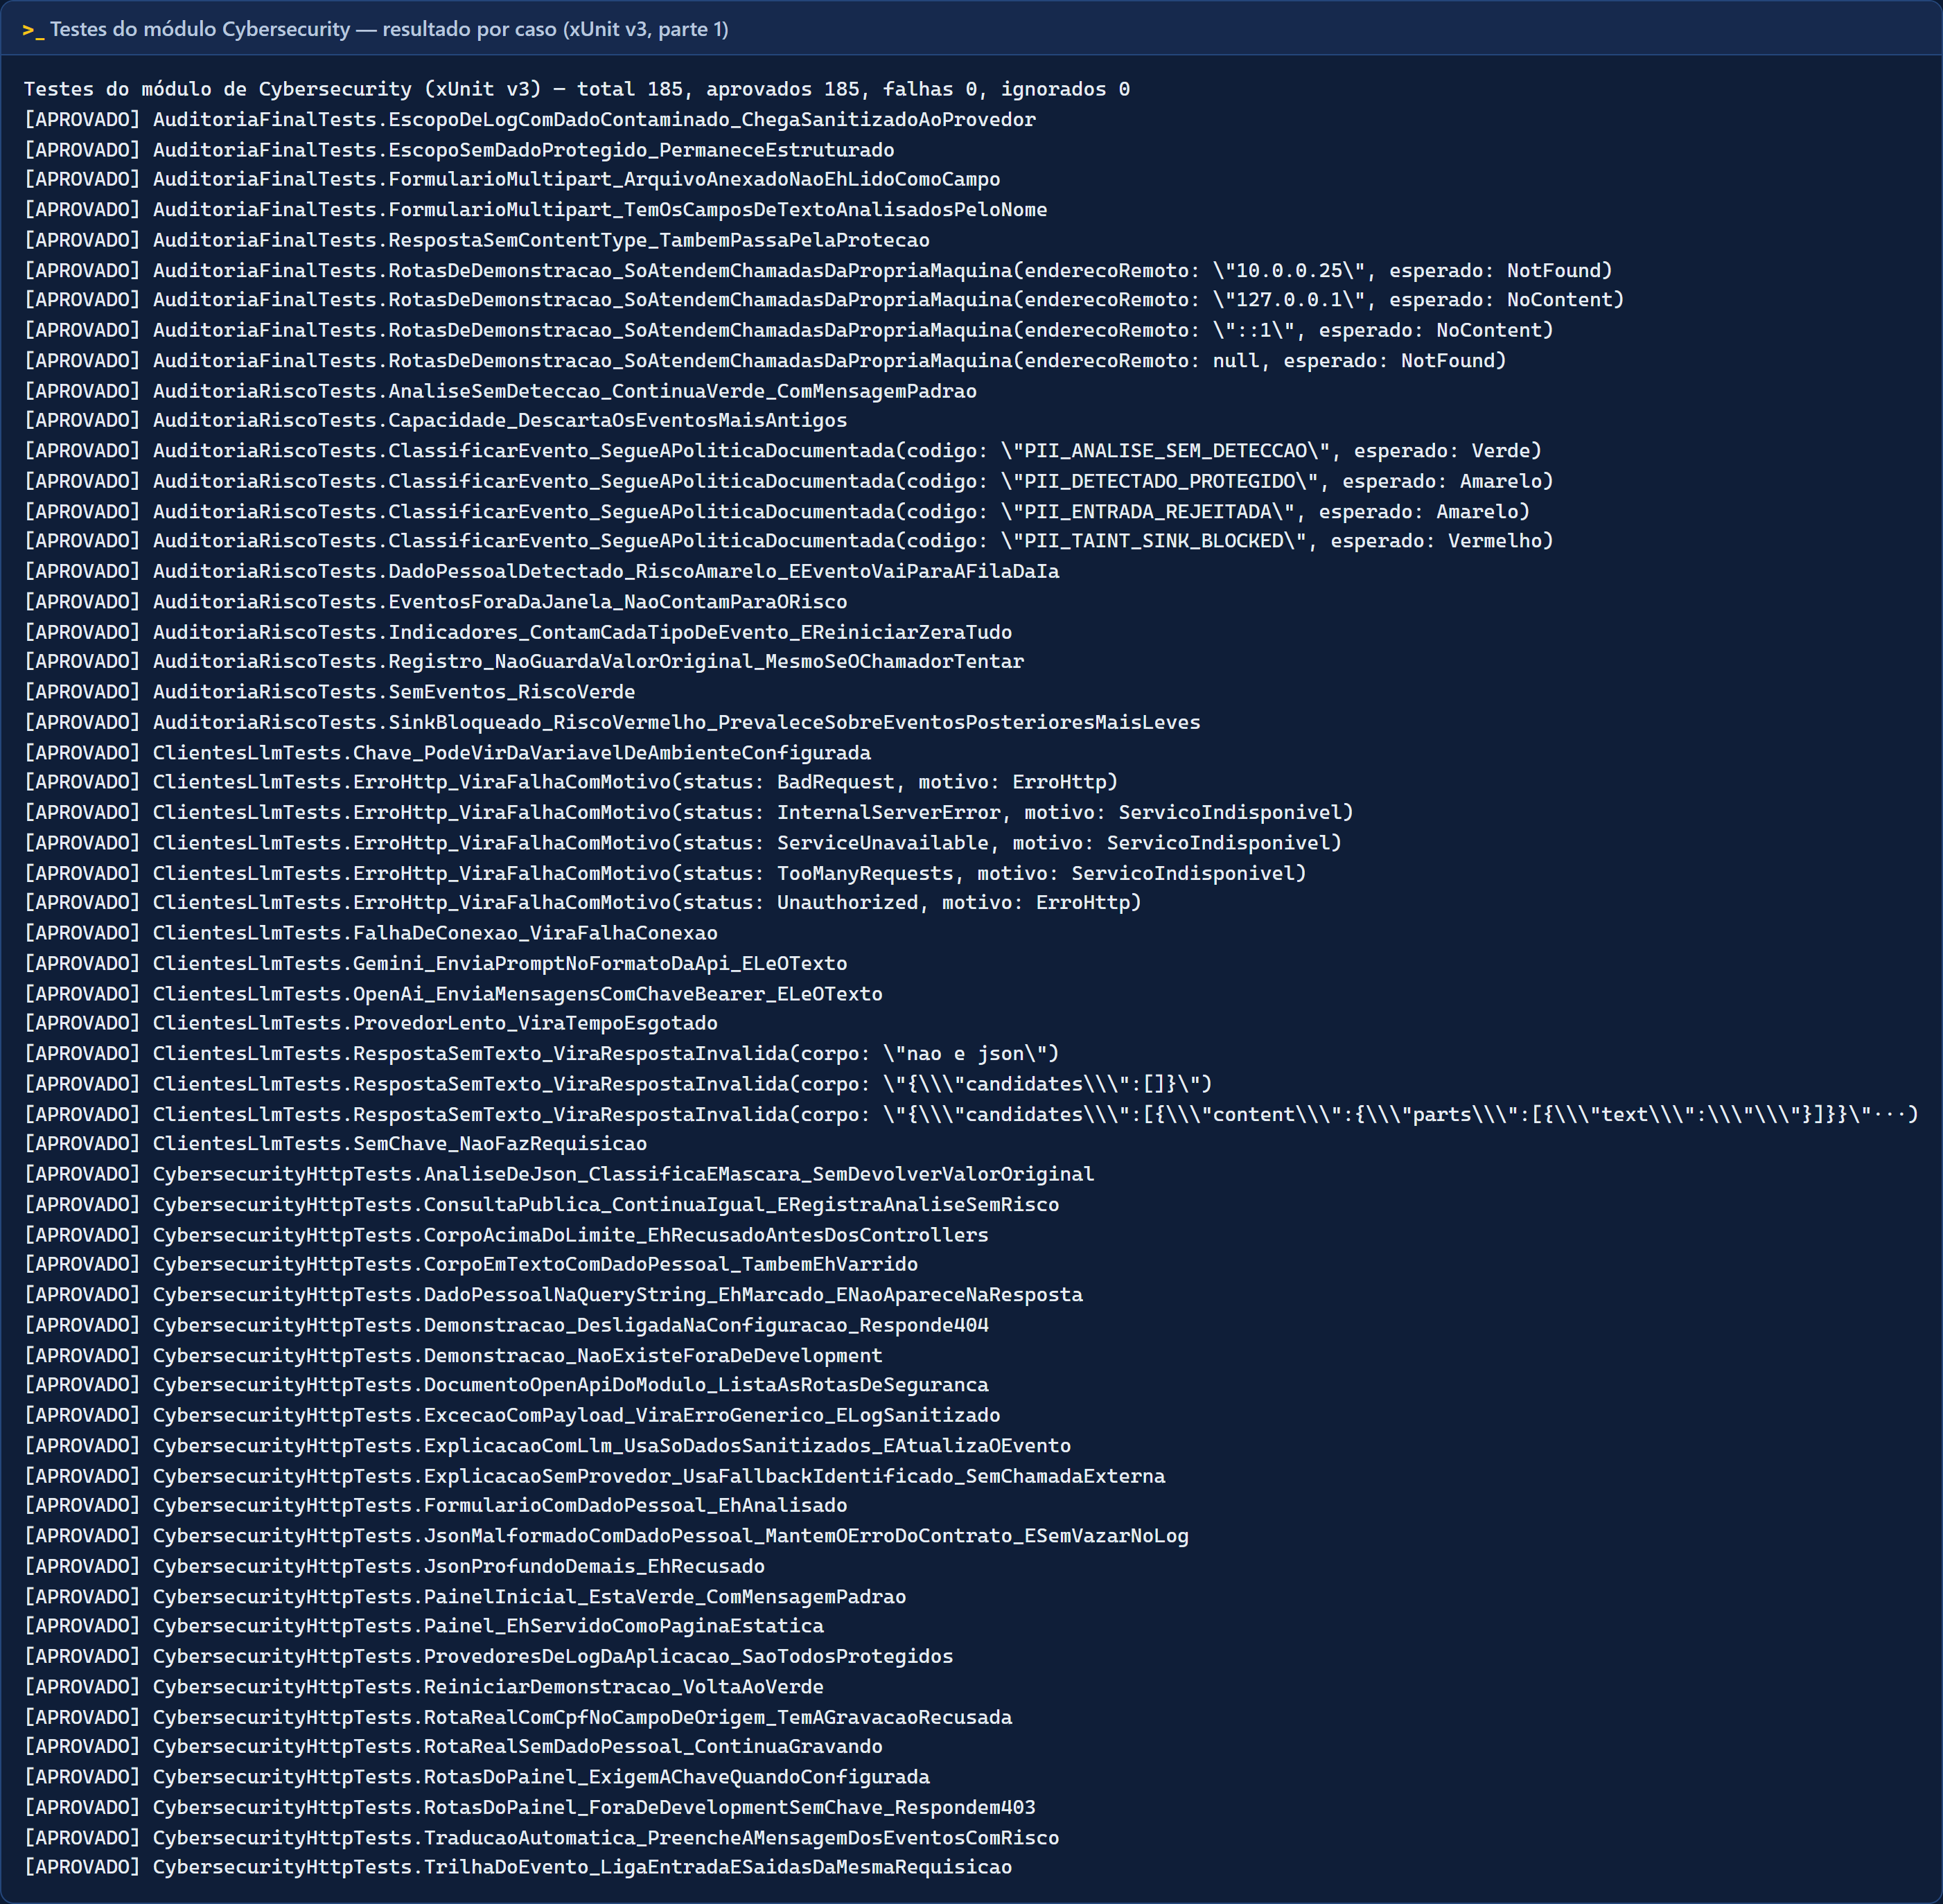 >_ Testes do módulo Cybersecurity — resultado por caso (xUnit v3, parte 1)
Testes do módulo de Cybersecurity (xUnit v3) — total 185, aprovados 185, falhas 0, ignorados 0
[APROVADO] AuditoriaFinalTests.EscopoDeLogComDadoContaminado_ChegaSanitizadoAoProvedor
[APROVADO] AuditoriaFinalTests.EscopoSemDadoProtegido_PermaneceEstruturado
[APROVADO] AuditoriaFinalTests.FormularioMultipart_ArquivoAnexadoNaoEhLidoComoCampo
[APROVADO] AuditoriaFinalTests.FormularioMultipart_TemOsCamposDeTextoAnalisadosPeloNome
[APROVADO] AuditoriaFinalTests.RespostaSemContentType_TambemPassaPelaProtecao
[APROVADO] AuditoriaFinalTests.RotasDeDemonstracao_SoAtendemChamadasDaPropriaMaquina(enderecoRemoto: \"10.0.0.25\", esperado: NotFound)
[APROVADO] AuditoriaFinalTests.RotasDeDemonstracao_SoAtendemChamadasDaPropriaMaquina(enderecoRemoto: \"127.0.0.1\", esperado: NoContent)
[APROVADO] AuditoriaFinalTests.RotasDeDemonstracao_SoAtendemChamadasDaPropriaMaquina(enderecoRemoto: \"::1\", esperado: NoContent)
[APROVADO] AuditoriaFinalTests.RotasDeDemonstracao_SoAtendemChamadasDaPropriaMaquina(enderecoRemoto: null, esperado: NotFound)
[APROVADO] AuditoriaRiscoTests.AnaliseSemDeteccao_ContinuaVerde_ComMensagemPadrao
[APROVADO] AuditoriaRiscoTests.Capacidade_DescartaOsEventosMaisAntigos
[APROVADO] AuditoriaRiscoTests.ClassificarEvento_SegueAPoliticaDocumentada(codigo: \"PII_ANALISE_SEM_DETECCAO\", esperado: Verde)
[APROVADO] AuditoriaRiscoTests.ClassificarEvento_SegueAPoliticaDocumentada(codigo: \"PII_DETECTADO_PROTEGIDO\", esperado: Amarelo)
[APROVADO] AuditoriaRiscoTests.ClassificarEvento_SegueAPoliticaDocumentada(codigo: \"PII_ENTRADA_REJEITADA\", esperado: Amarelo)
[APROVADO] AuditoriaRiscoTests.ClassificarEvento_SegueAPoliticaDocumentada(codigo: \"PII_TAINT_SINK_BLOCKED\", esperado: Vermelho)
[APROVADO] AuditoriaRiscoTests.DadoPessoalDetectado_RiscoAmarelo_EEventoVaiParaAFilaDaIa
[APROVADO] AuditoriaRiscoTests.EventosForaDaJanela_NaoContamParaORisco
[APROVADO] AuditoriaRiscoTests.Indicadores_ContamCadaTipoDeEvento_EReiniciarZeraTudo
[APROVADO] AuditoriaRiscoTests.Registro_NaoGuardaValorOriginal_MesmoSeOChamadorTentar
[APROVADO] AuditoriaRiscoTests.SemEventos_RiscoVerde
[APROVADO] AuditoriaRiscoTests.SinkBloqueado_RiscoVermelho_PrevaleceSobreEventosPosterioresMaisLeves
[APROVADO] ClientesLlmTests.Chave_PodeVirDaVariavelDeAmbienteConfigurada
[APROVADO] ClientesLlmTests.ErroHttp_ViraFalhaComMotivo(status: BadRequest, motivo: ErroHttp)
[APROVADO] ClientesLlmTests.ErroHttp_ViraFalhaComMotivo(status: InternalServerError, motivo: ServicoIndisponivel)
[APROVADO] ClientesLlmTests.ErroHttp_ViraFalhaComMotivo(status: ServiceUnavailable, motivo: ServicoIndisponivel)
[APROVADO] ClientesLlmTests.ErroHttp_ViraFalhaComMotivo(status: TooManyRequests, motivo: ServicoIndisponivel)
[APROVADO] ClientesLlmTests.ErroHttp_ViraFalhaComMotivo(status: Unauthorized, motivo: ErroHttp)
[APROVADO] ClientesLlmTests.FalhaDeConexao_ViraFalhaConexao
[APROVADO] ClientesLlmTests.Gemini_EnviaPromptNoFormatoDaApi_ELeOTexto
[APROVADO] ClientesLlmTests.OpenAi_EnviaMensagensComChaveBearer_ELeOTexto
[APROVADO] ClientesLlmTests.ProvedorLento_ViraTempoEsgotado
[APROVADO] ClientesLlmTests.RespostaSemTexto_ViraRespostaInvalida(corpo: \"nao e json\")
[APROVADO] ClientesLlmTests.RespostaSemTexto_ViraRespostaInvalida(corpo: \"{\\\"candidates\\\":[]}\")
[APROVADO] ClientesLlmTests.RespostaSemTexto_ViraRespostaInvalida(corpo: \"{\\\"candidates\\\":[{\\\"content\\\":{\\\"parts\\\":[{\\\"text\\\":\\\"\\\"}]}}\"···)
[APROVADO] ClientesLlmTests.SemChave_NaoFazRequisicao
[APROVADO] CybersecurityHttpTests.AnaliseDeJson_ClassificaEMascara_SemDevolverValorOriginal
[APROVADO] CybersecurityHttpTests.ConsultaPublica_ContinuaIgual_ERegistraAnaliseSemRisco
[APROVADO] CybersecurityHttpTests.CorpoAcimaDoLimite_EhRecusadoAntesDosControllers
[APROVADO] CybersecurityHttpTests.CorpoEmTextoComDadoPessoal_TambemEhVarrido
[APROVADO] CybersecurityHttpTests.DadoPessoalNaQueryString_EhMarcado_ENaoApareceNaResposta
[APROVADO] CybersecurityHttpTests.Demonstracao_DesligadaNaConfiguracao_Responde404
[APROVADO] CybersecurityHttpTests.Demonstracao_NaoExisteForaDeDevelopment
[APROVADO] CybersecurityHttpTests.DocumentoOpenApiDoModulo_ListaAsRotasDeSeguranca
[APROVADO] CybersecurityHttpTests.ExcecaoComPayload_ViraErroGenerico_ELogSanitizado
[APROVADO] CybersecurityHttpTests.ExplicacaoComLlm_UsaSoDadosSanitizados_EAtualizaOEvento
[APROVADO] CybersecurityHttpTests.ExplicacaoSemProvedor_UsaFallbackIdentificado_SemChamadaExterna
[APROVADO] CybersecurityHttpTests.FormularioComDadoPessoal_EhAnalisado
[APROVADO] CybersecurityHttpTests.JsonMalformadoComDadoPessoal_MantemOErroDoContrato_ESemVazarNoLog
[APROVADO] CybersecurityHttpTests.JsonProfundoDemais_EhRecusado
[APROVADO] CybersecurityHttpTests.PainelInicial_EstaVerde_ComMensagemPadrao
[APROVADO] CybersecurityHttpTests.Painel_EhServidoComoPaginaEstatica
[APROVADO] CybersecurityHttpTests.ProvedoresDeLogDaAplicacao_SaoTodosProtegidos
[APROVADO] CybersecurityHttpTests.ReiniciarDemonstracao_VoltaAoVerde
[APROVADO] CybersecurityHttpTests.RotaRealComCpfNoCampoDeOrigem_TemAGravacaoRecusada
[APROVADO] CybersecurityHttpTests.RotaRealSemDadoPessoal_ContinuaGravando
[APROVADO] CybersecurityHttpTests.RotasDoPainel_ExigemAChaveQuandoConfigurada
[APROVADO] CybersecurityHttpTests.RotasDoPainel_ForaDeDevelopmentSemChave_Respondem403
[APROVADO] CybersecurityHttpTests.TraducaoAutomatica_PreencheAMensagemDosEventosComRisco
[APROVADO] CybersecurityHttpTests.TrilhaDoEvento_LigaEntradaESaidasDaMesmaRequisicao